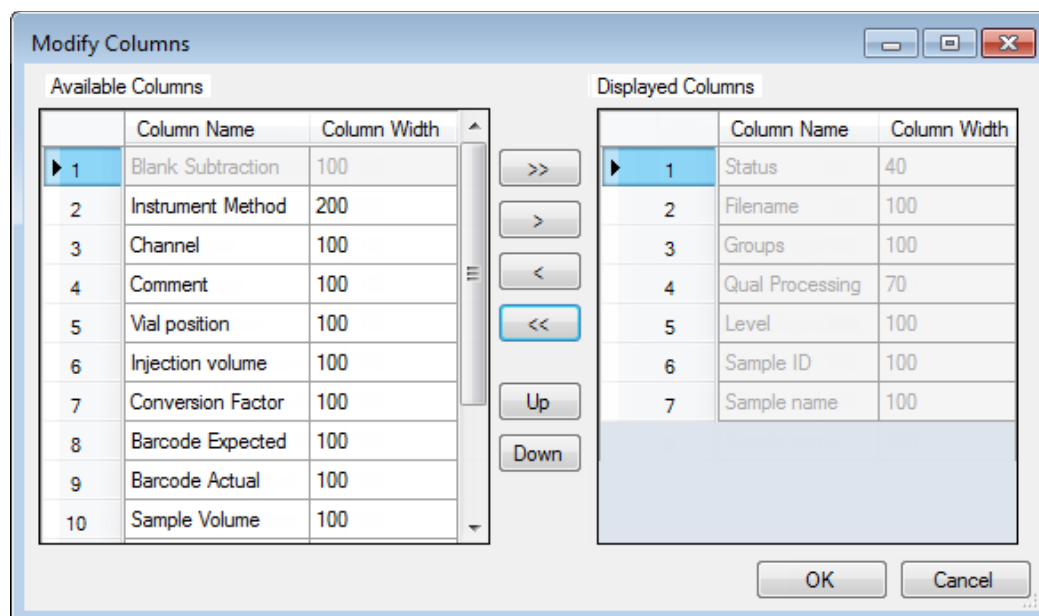 Modify Columns
Available Columns
Displayed Columns
Column Name Column Width
1 Blank Subtraction 100
2 Instrument Method 200
3 Channel 100
4 Comment 100
5 Vial position 100
6 Injection volume 100
7 Conversion Factor 100
8 Barcode Expected 100
9 Barcode Actual 100
10 Sample Volume 100
>>
>
<
<<
Up
Down
Column Name Column Width
1 Status 40
2 Filename 100
3 Groups 100
4 Qual Processing 70
5 Level 100
6 Sample ID 100
7 Sample name 100
OK
Cancel